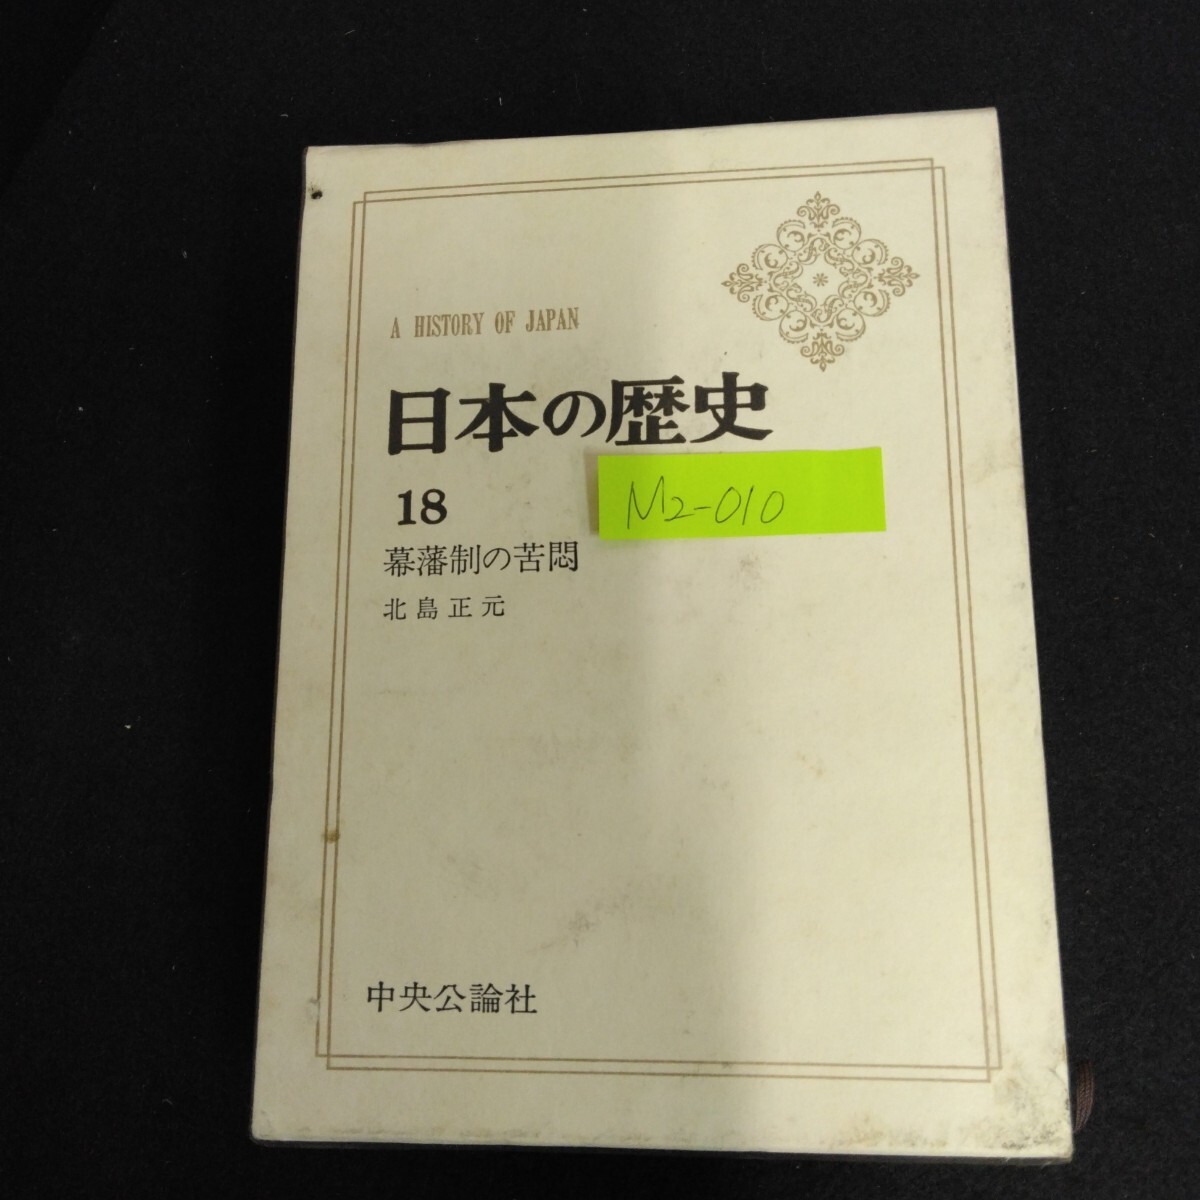 A HISTORY OF JAPAN
日本の歴史
18
M2-010
幕藩制の苦悶
北島正元
中央公論社